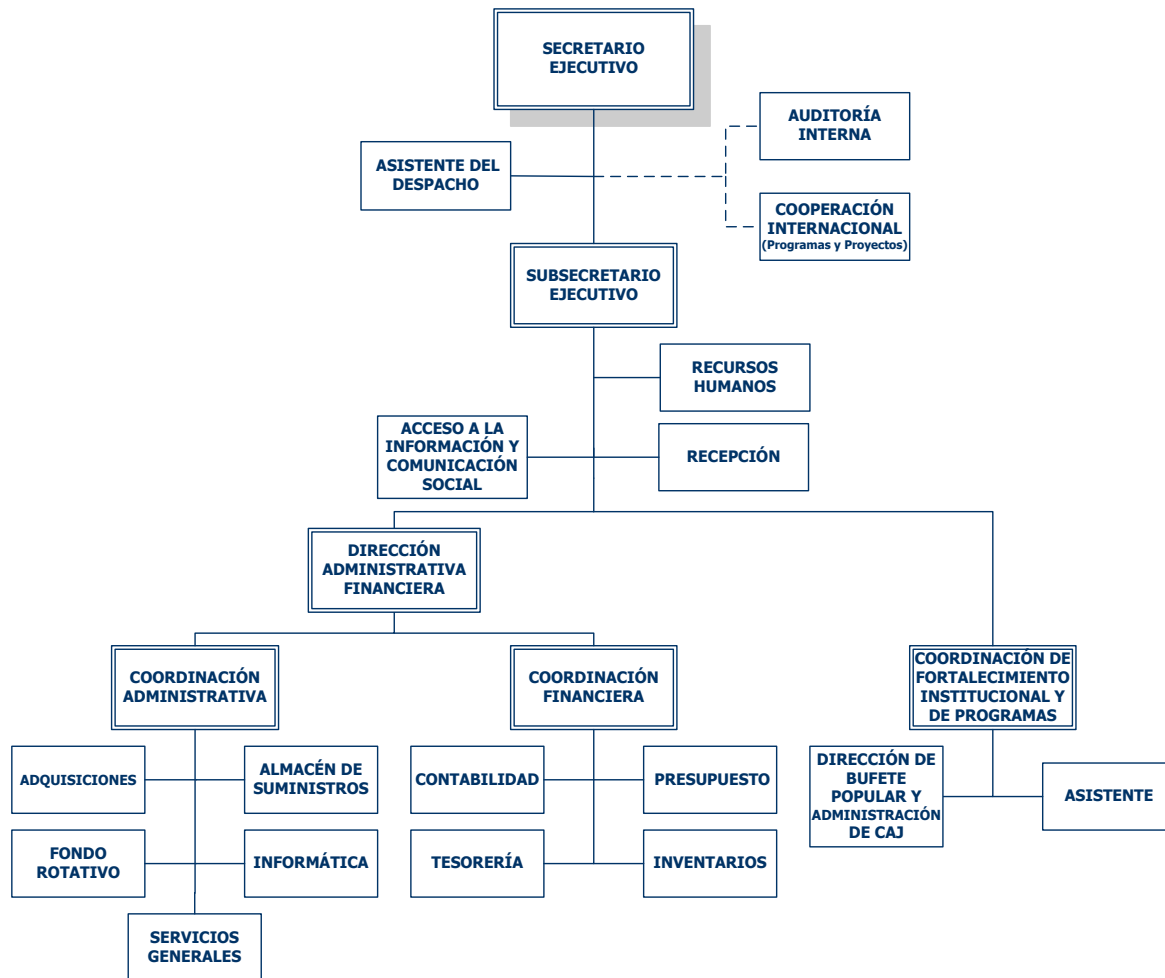 SECRETARIO
EJECUTIVO
AUDITORÍA
INTERNA
ASISTENTE DEL
DESPACHO
COOPERACIÓN
INTERNACIONAL
(Programas y Proyectos)
SUBSECRETARIO
EJECUTIVO
RECURSOS
HUMANOS
ACCESO A LA
INFORMACIÓN Y
COMUNICACIÓN
SOCIAL
RECEPCIÓN
DIRECCIÓN
ADMINISTRATIVA
FINANCIERA
COORDINACIÓN
ADMINISTRATIVA
COORDINACIÓN
FINANCIERA
COORDINACIÓN DE
FORTALECIMIENTO
INSTITUCIONAL Y
DE PROGRAMAS
ADQUISICIONES
ALMACÉN DE
SUMINISTROS
CONTABILIDAD
PRESUPUESTO
DIRECCIÓN DE
BUFETE
POPULAR Y
ADMINISTRACIÓN
DE CAJ
ASISTENTE
FONDO
ROTATIVO
INFORMÁTICA
TESORERÍA
INVENTARIOS
SERVICIOS
GENERALES